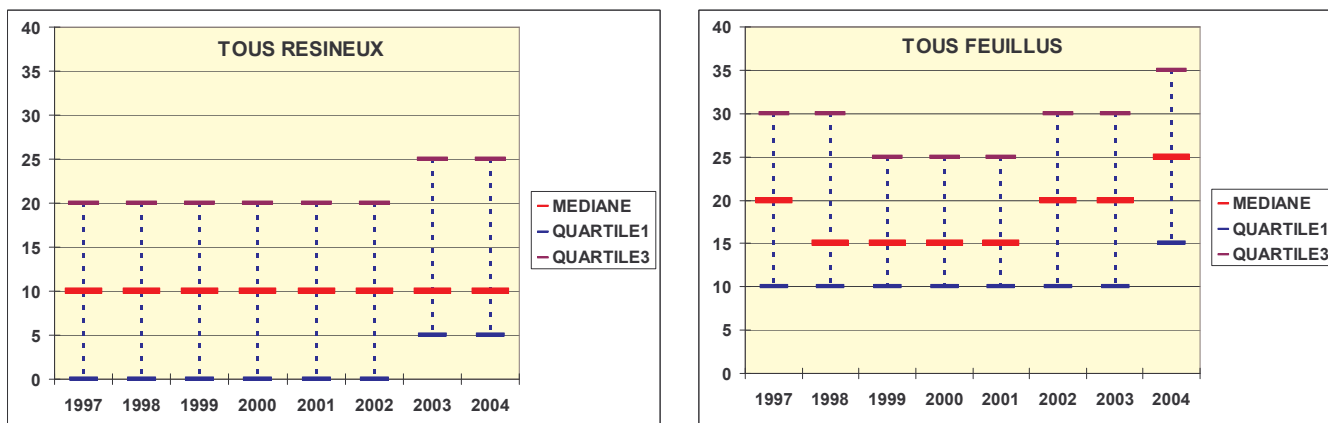 TOUS RESINEUX
40
35
30
25
20
15
10
5
0
1997 1998 1999 2000 2001 2002 2003 2004
MEDIANE
QUARTILE1
QUARTILE3
TOUS FEUILLUS
40
35
30
25
20
15
10
5
0
1997 1998 1999 2000 2001 2002 2003 2004
MEDIANE
QUARTILE1
QUARTILE3